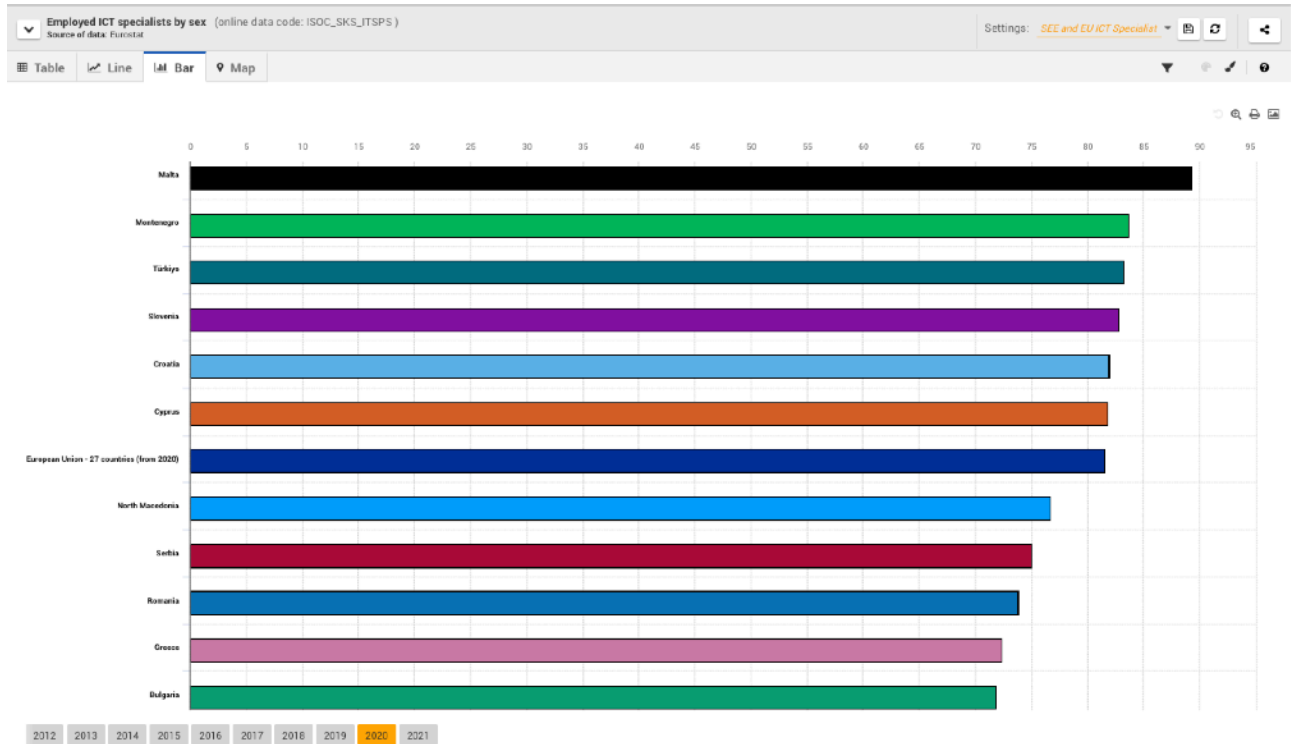 Employed ICT specialists by sex (online data code: ISOC_SKS_ITSPS )
Source of data: Eurostat
Settings: SEE and EU ICT Specialist
Table Line Bar Map
0 5 10 15 20 25 30 35 40 45 50 55 60 65 70 75 80 85 90 95
Malta
Montenegro
Türkiye
Slovenia
Croatia
Cyprus
European Union - 27 countries (from 2020)
North Macedonia
Serbia
Romania
Greece
Bulgaria
2012 2013 2014 2015 2016 2017 2018 2019 2020 2021